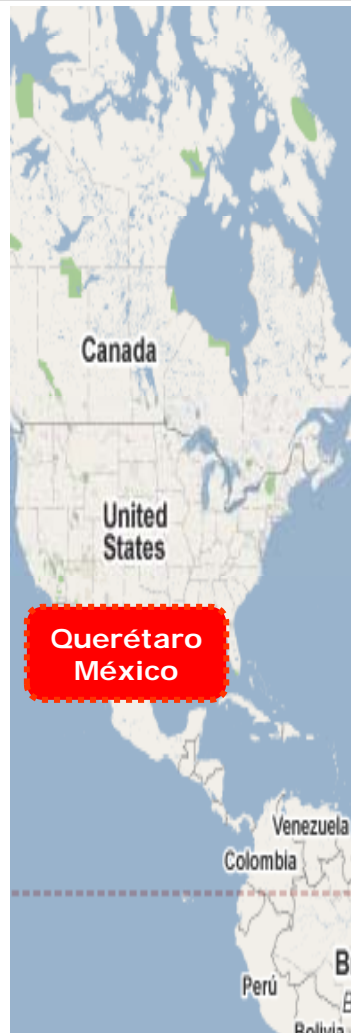 Canada
United
States
Querétaro
México
Venezuela
Colombia
Perú
B
Bolivia